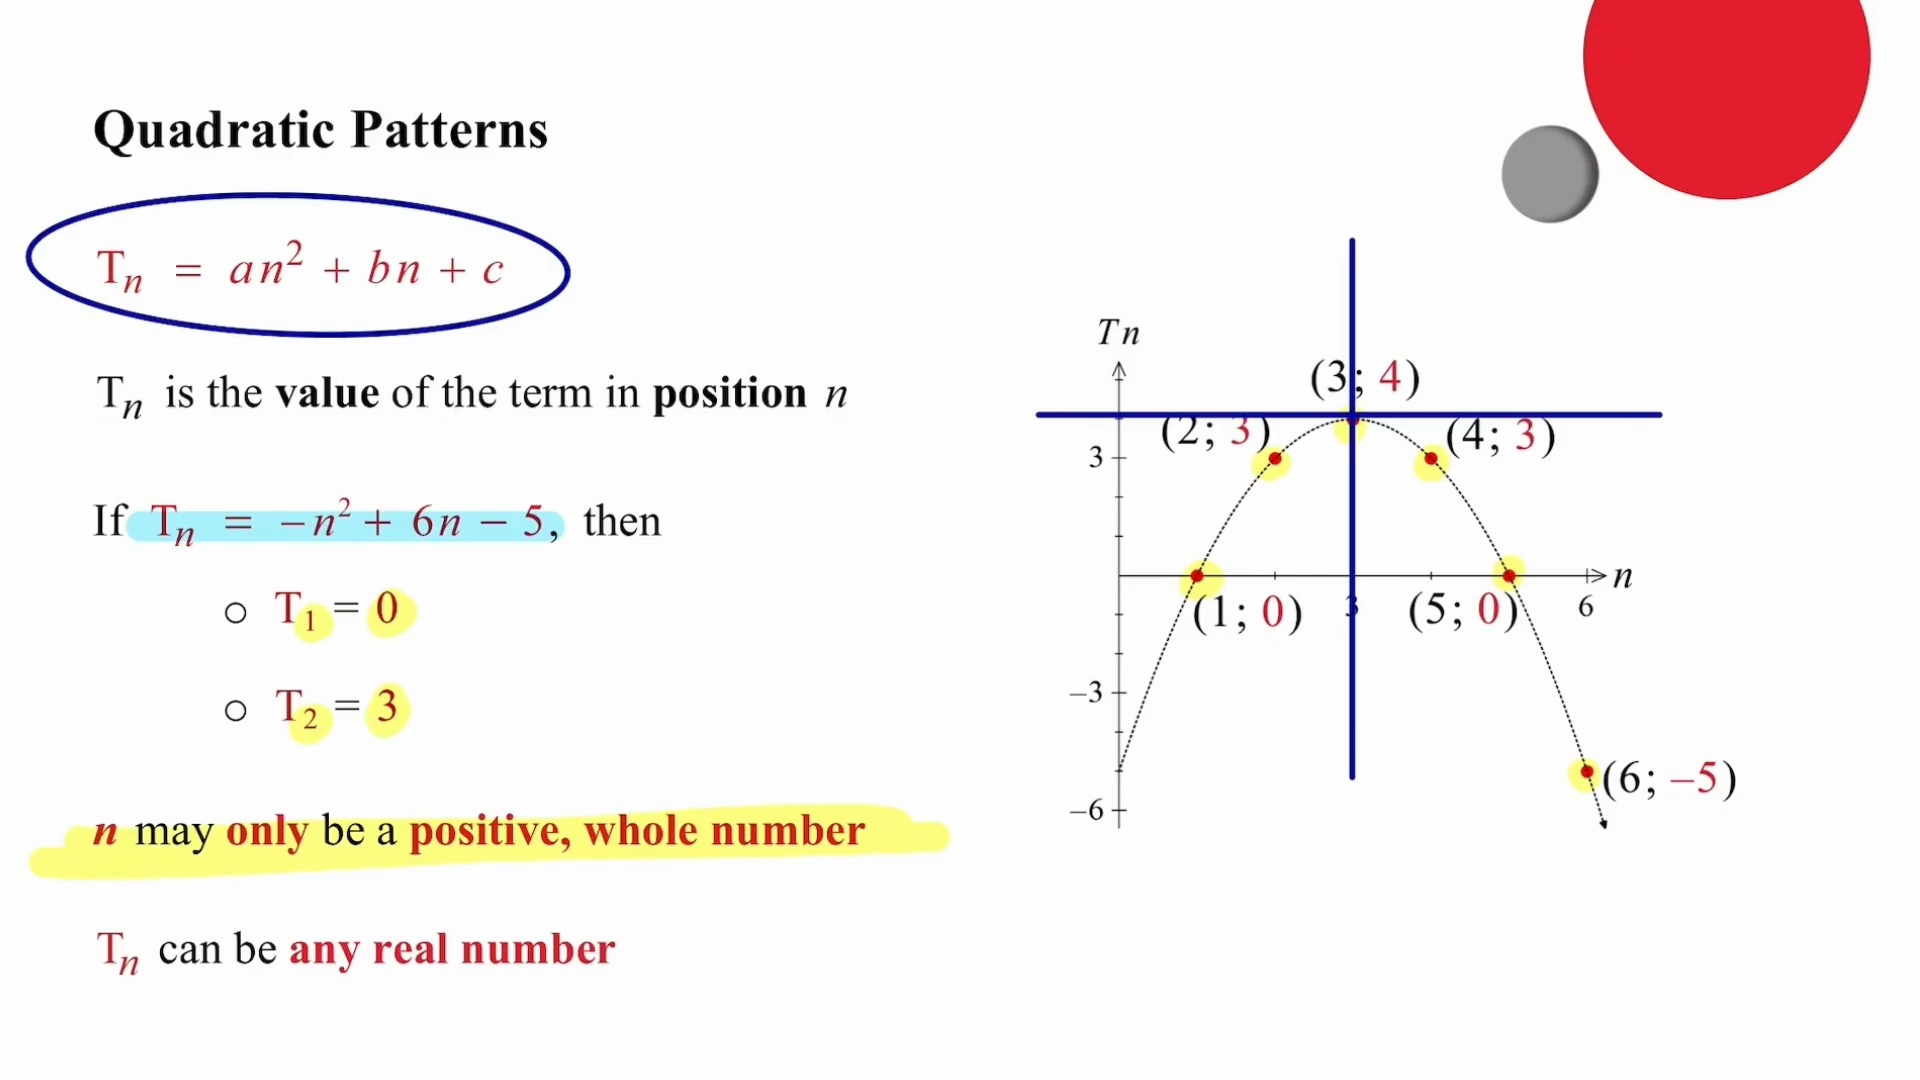 Quadratic Patterns
Tₙ = an² + bn + c
Tₙ is the value of the term in position n
If Tₙ = −n² + 6n − 5, then
○ T₁ = 0
○ T₂ = 3
n may only be a positive, whole number
Tₙ can be any real number
Tn
(3; 4)
(2; 3)
(4; 3)
3
n
(1; 0)
3
(5; 0)
6
−3
(6; −5)
−6